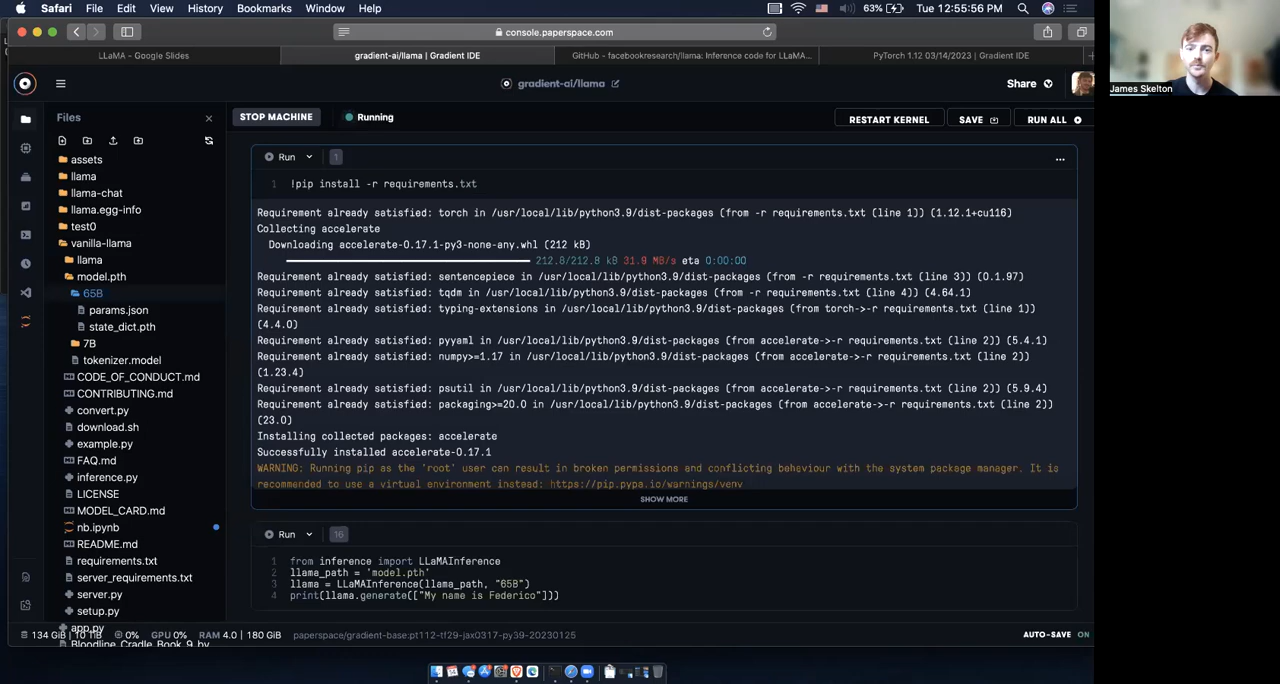 Safari File Edit View History Bookmarks Window Help 63% Tue 12:55:56 PM
console.paperspace.com
LLaMA - Google Slides
gradient-ai/llama | Gradient IDE
GitHub - facebookresearch/llama: Inference code for LLaMA...
PyTorch 1.12 03/14/2023 | Gradient IDE
James Skelton
gradient-ai/llama
Share
Files
STOP MACHINE
Running
RESTART KERNEL
SAVE
RUN ALL
assets
llama
llama-chat
llama.egg-info
test0
vanilla-llama
llama
model.pth
65B
params.json
state_dict.pth
7B
tokenizer.model
CODE_OF_CONDUCT.md
CONTRIBUTING.md
convert.py
download.sh
example.py
FAQ.md
inference.py
LICENSE
MODEL_CARD.md
nb.ipynb
README.md
requirements.txt
server_requirements.txt
server.py
setup.py
app.py
Bloodline_Cradle_Book_9_by
Run 1
1 !pip install -r requirements.txt
Requirement already satisfied: torch in /usr/local/lib/python3.9/dist-packages (from -r requirements.txt (line 1)) (1.12.1+cu116)
Collecting accelerate
Downloading accelerate-0.17.1-py3-none-any.whl (212 kB)
212.8/212.8 kB 31.9 MB/s eta 0:00:00
Requirement already satisfied: sentencepiece in /usr/local/lib/python3.9/dist-packages (from -r requirements.txt (line 3)) (0.1.97)
Requirement already satisfied: tqdm in /usr/local/lib/python3.9/dist-packages (from -r requirements.txt (line 4)) (4.64.1)
Requirement already satisfied: typing-extensions in /usr/local/lib/python3.9/dist-packages (from torch->-r requirements.txt (line 1))
(4.4.0)
Requirement already satisfied: pyyaml in /usr/local/lib/python3.9/dist-packages (from accelerate->-r requirements.txt (line 2)) (5.4.1)
Requirement already satisfied: numpy>=1.17 in /usr/local/lib/python3.9/dist-packages (from accelerate->-r requirements.txt (line 2))
(1.23.4)
Requirement already satisfied: psutil in /usr/local/lib/python3.9/dist-packages (from accelerate->-r requirements.txt (line 2)) (5.9.4)
Requirement already satisfied: packaging>=20.0 in /usr/local/lib/python3.9/dist-packages (from accelerate->-r requirements.txt (line 2))
(23.0)
Installing collected packages: accelerate
Successfully installed accelerate-0.17.1
WARNING: Running pip as the 'root' user can result in broken permissions and conflicting behaviour with the system package manager. It is
recommended to use a virtual environment instead: https://pip.pypa.io/warnings/venv
SHOW MORE
Run 16
1 from inference import LLaMAInference
2 llama_path = 'model.pth'
3 llama = LLaMAInference(llama_path, "65B")
4 print(llama.generate(["My name is Federico"]))
134 GiB | 10 TiB 0% GPU 0% RAM 4.0 | 180 GiB paperspace/gradient-base:pt112-tf29-jax0317-py39-20230125
AUTO-SAVE ON